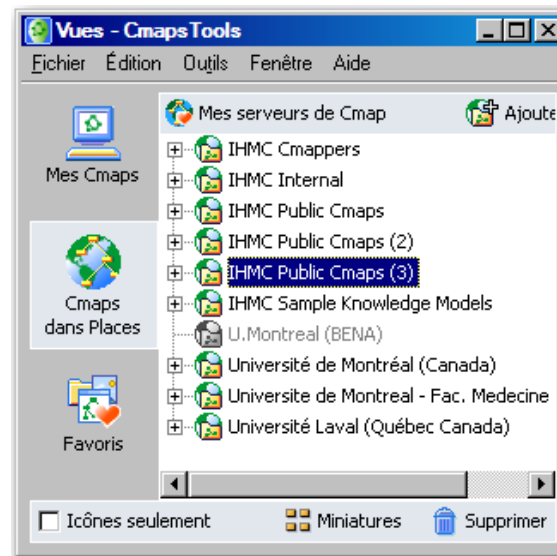 Vues - CmapsTools
Fichier Édition Outils Fenêtre Aide
Mes serveurs de Cmap
IHMC Cmappers
IHMC Internal
IHMC Public Cmaps
IHMC Public Cmaps (2)
IHMC Public Cmaps (3)
IHMC Sample Knowledge Models
U.Montreal (BENA)
Université de Montréal (Canada)
Universite de Montreal - Fac. Medecine
Université Laval (Québec Canada)
Mes Cmaps
Cmaps
dans Places
Favoris
Icônes seulement Miniatures Supprimer